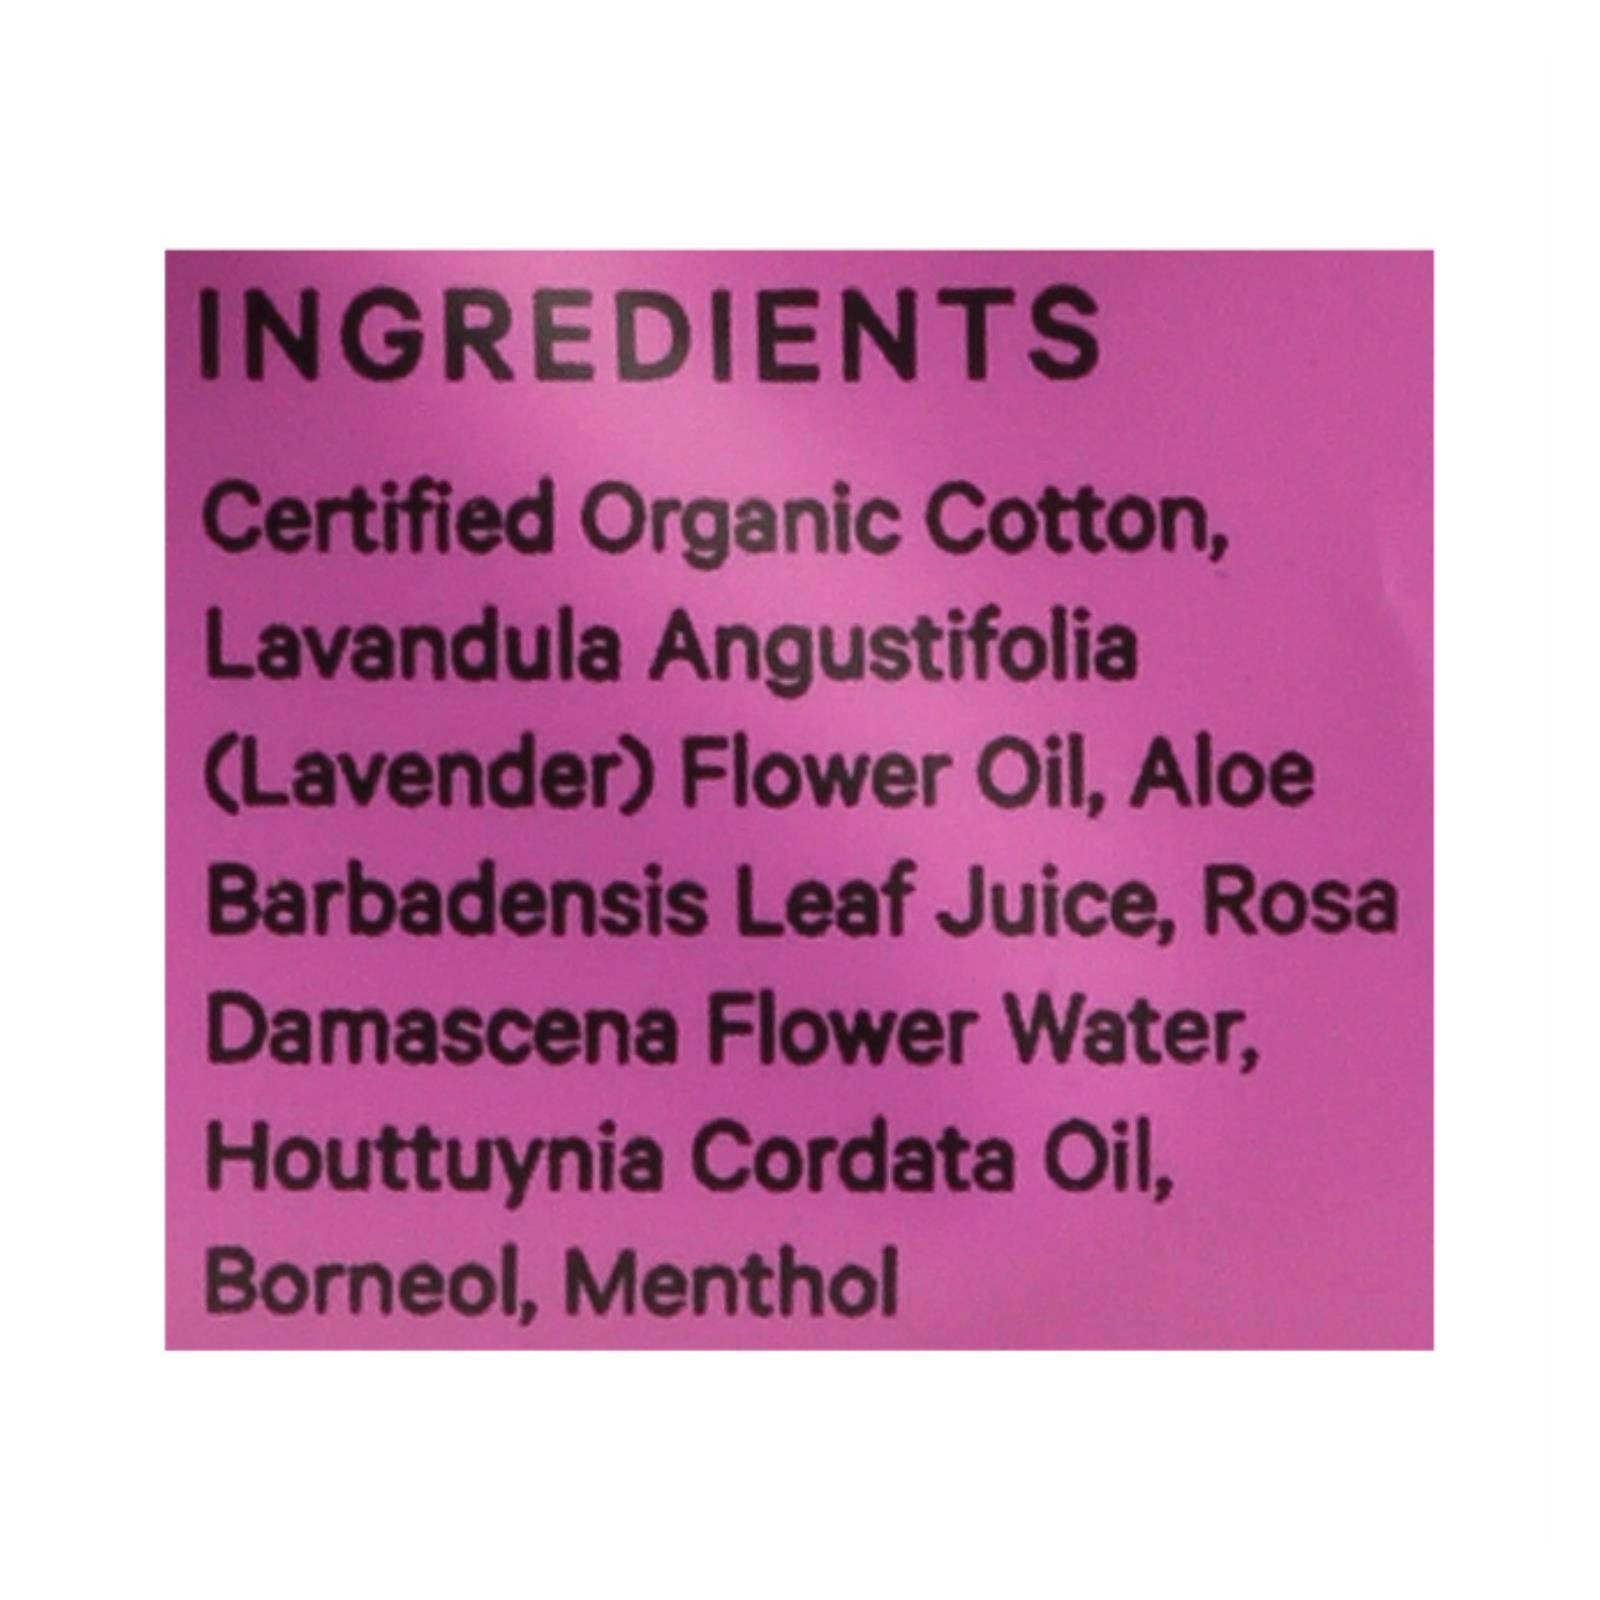 INGREDIENTS
Certified Organic Cotton,
Lavandula Angustifolia
(Lavender) Flower Oil, Aloe
Barbadensis Leaf Juice, Rosa
Damascena Flower Water,
Houttuynia Cordata Oil,
Borneol, Menthol